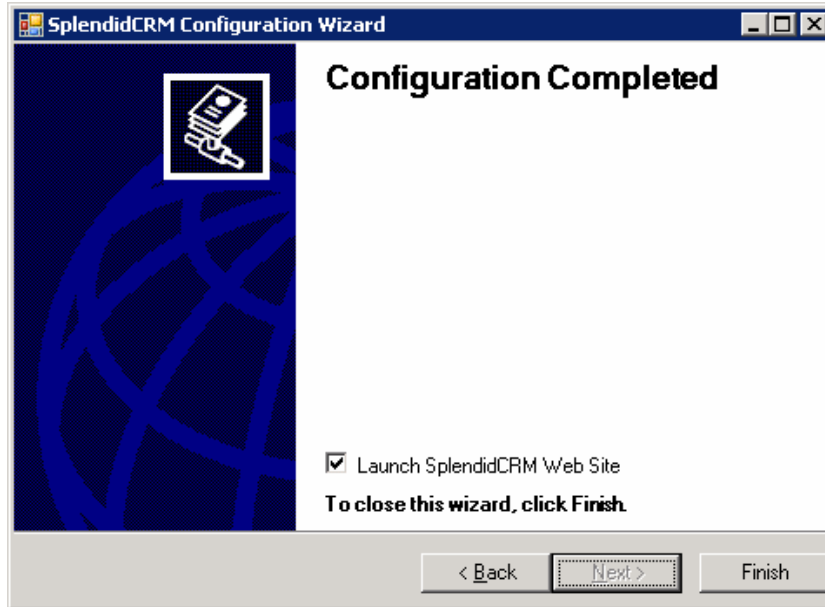 SplendidCRM Configuration Wizard
Configuration Completed
Launch SplendidCRM Web Site
To close this wizard, click Finish.
< Back Next > Finish